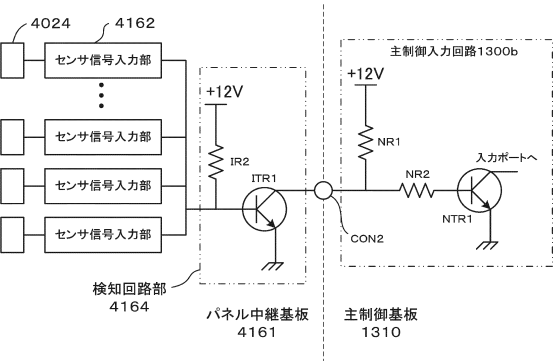 4024
4162
センサ信号入力部
センサ信号入力部
センサ信号入力部
センサ信号入力部
+12V
IR2
ITR1
検知回路部
4164
パネル中継基板
4161
CON2
主制御入力回路1300b
+12V
NR1
NR2
入力ポートへ
NTR1
主制御基板
1310